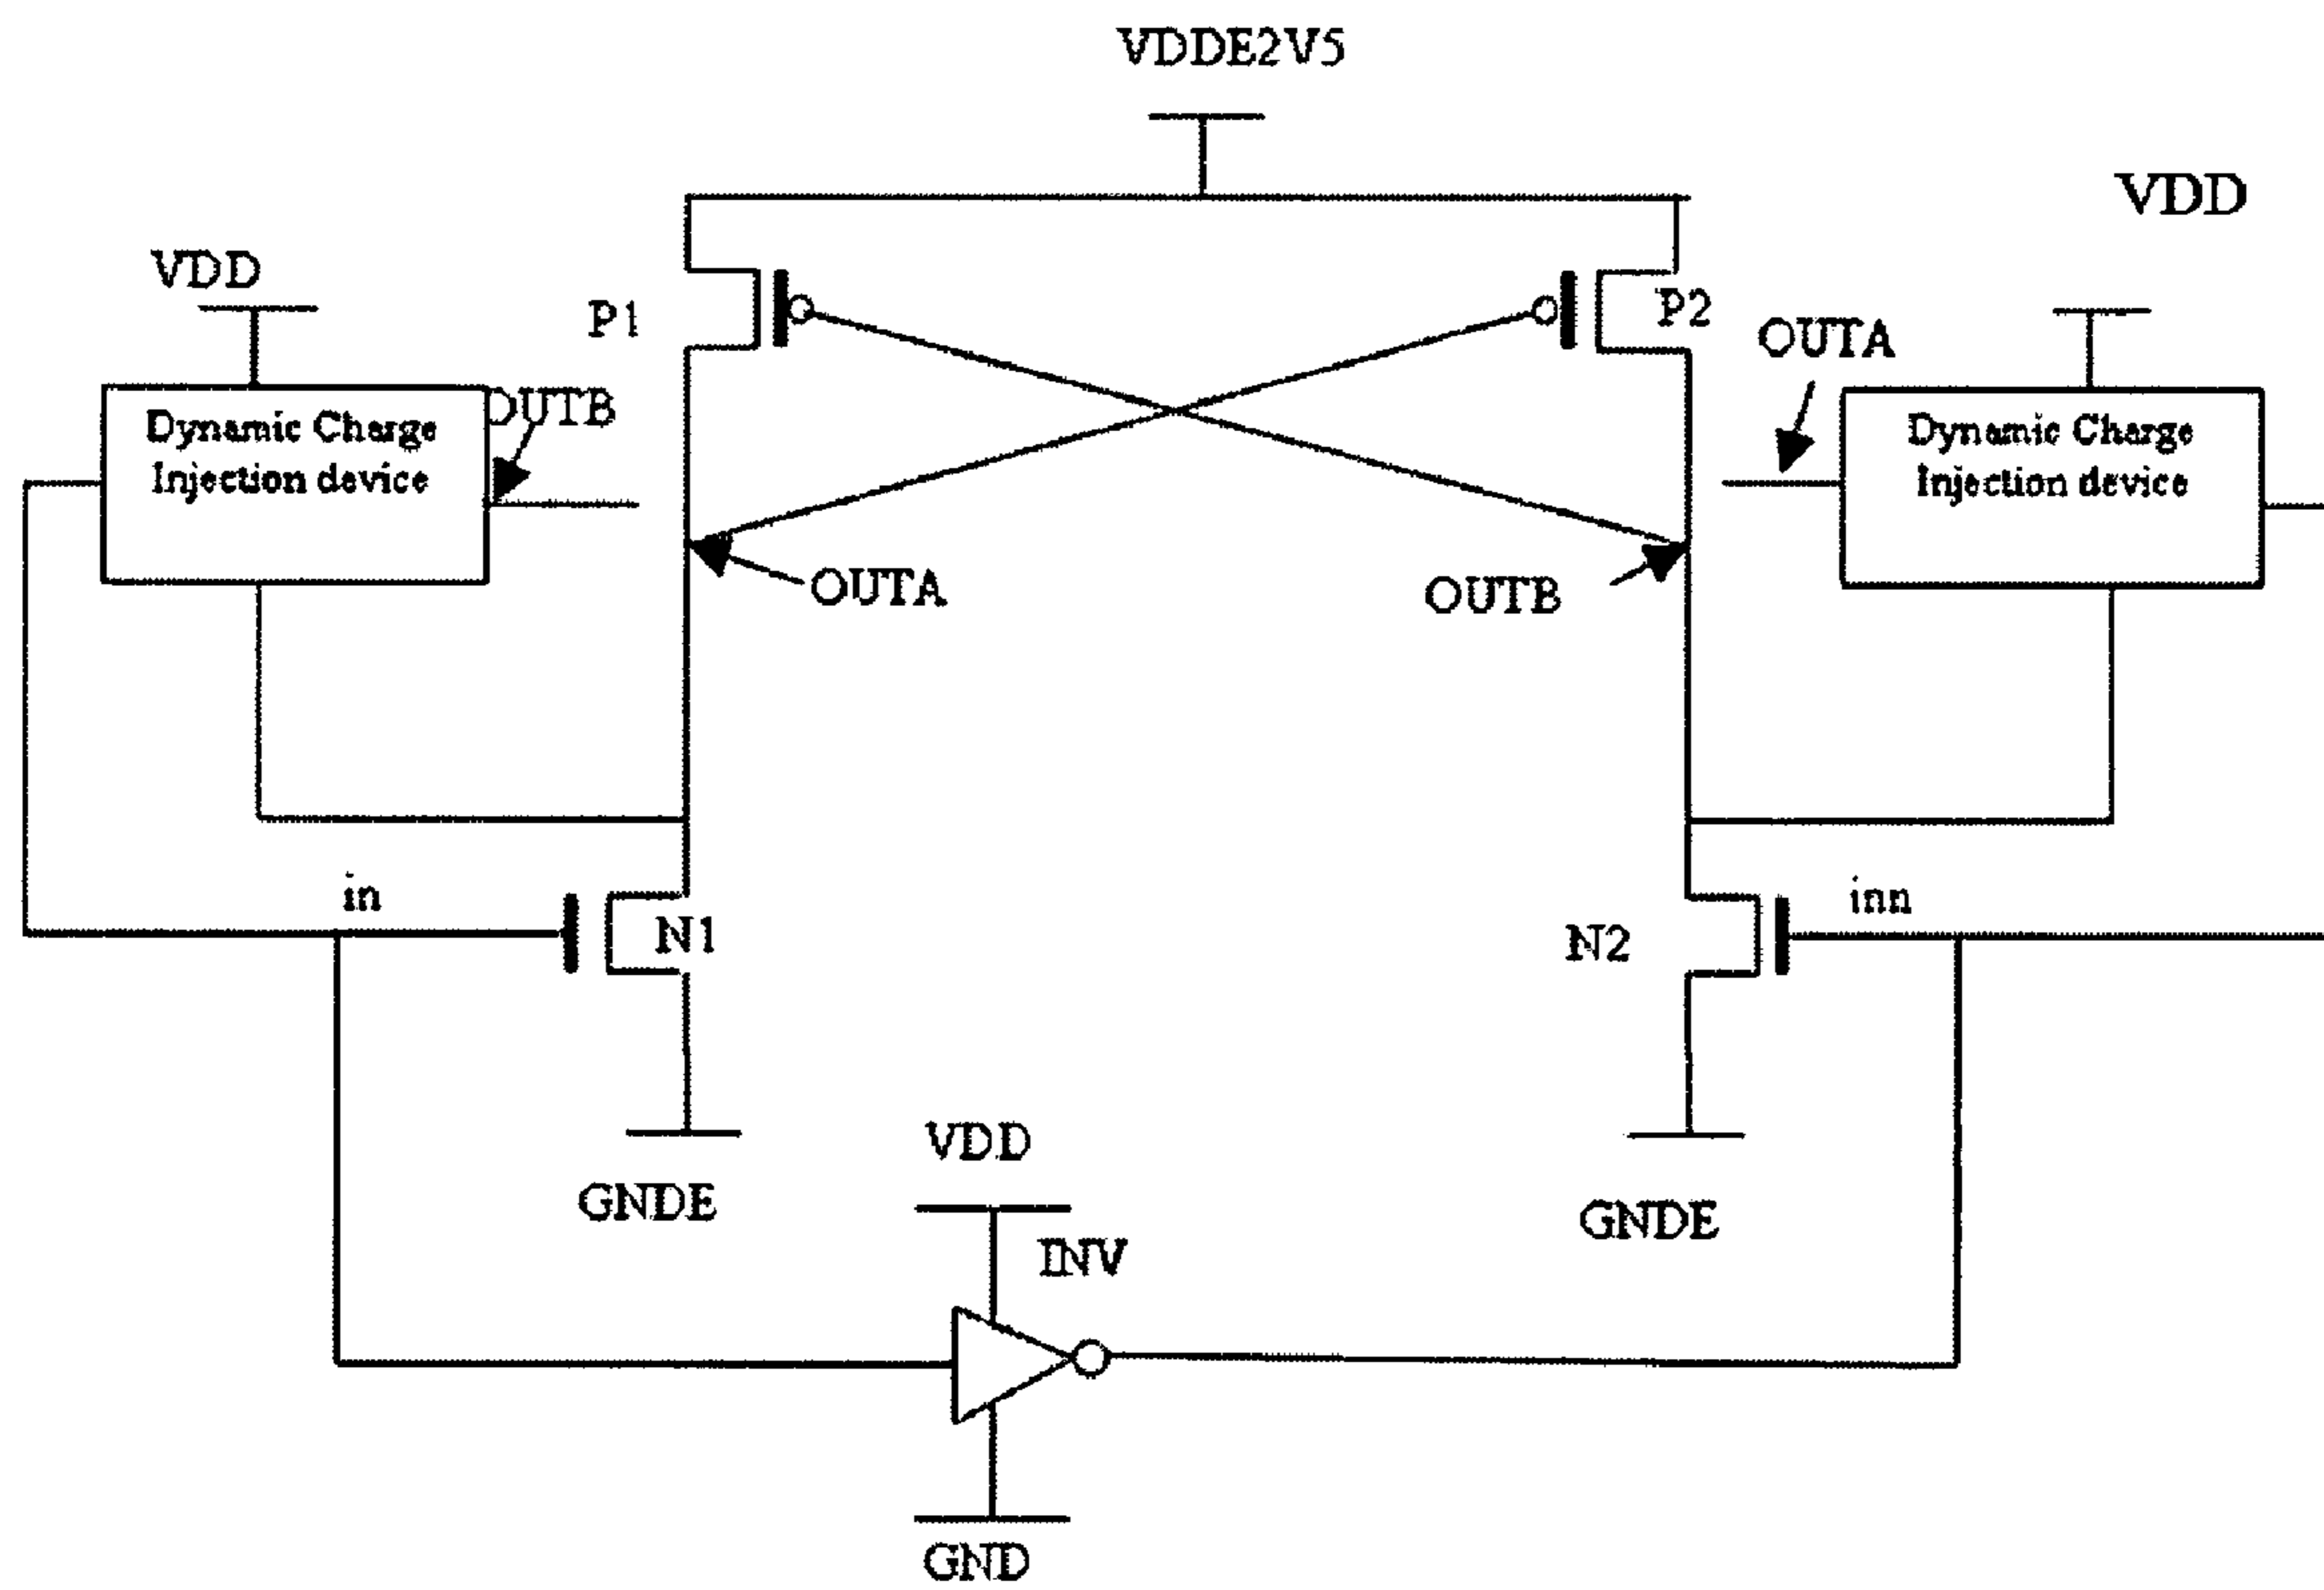 VDDE2V5
VDD
VDD
P1
P2
OUTA
OUTB
Dynamic Charge
Injection device
Dynamic Charge
Injection device
OUTA
OUTB
in
N1
N2
inn
GNDE
VDD
GNDE
INV
GND